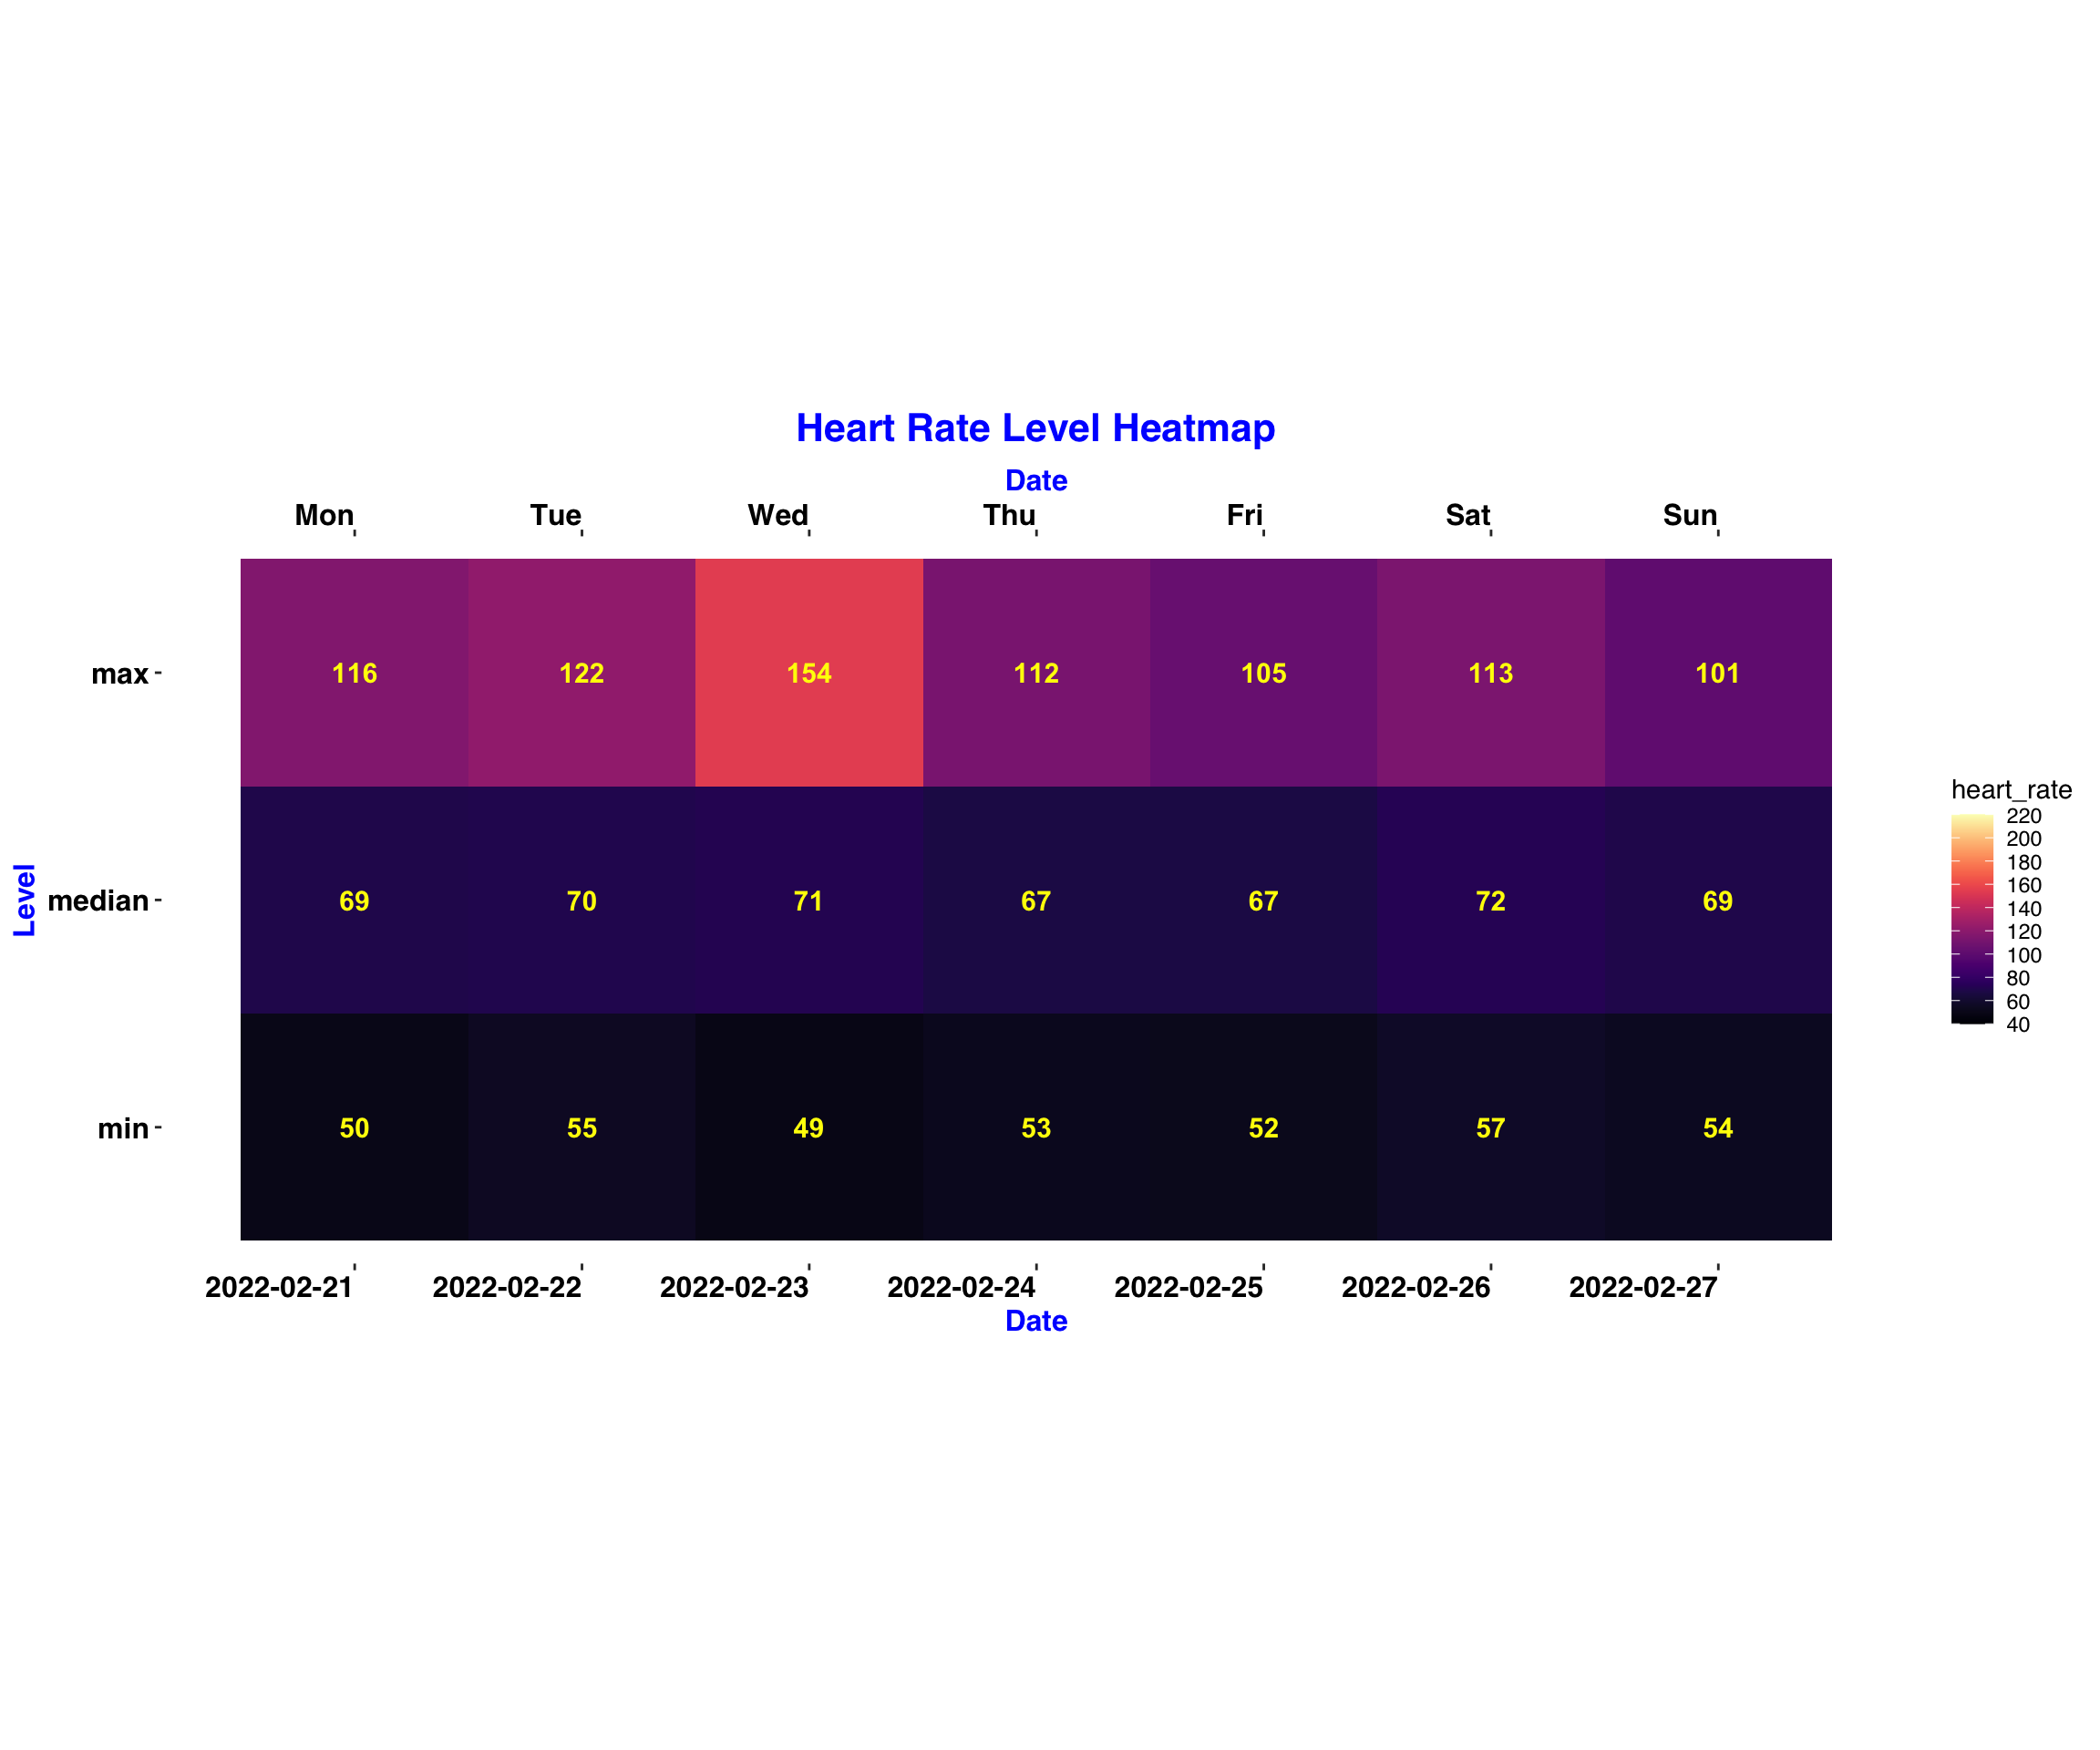 Heart Rate Level Heatmap
Date
Mon Tue Wed Thu Fri Sat Sun
max 116 122 154 112 105 113 101
median 69 70 71 67 67 72 69
min 50 55 49 53 52 57 54
2022-02-21 2022-02-22 2022-02-23 2022-02-24 2022-02-25 2022-02-26 2022-02-27
Date
Level
heart_rate
220
200
180
160
140
120
100
80
60
40